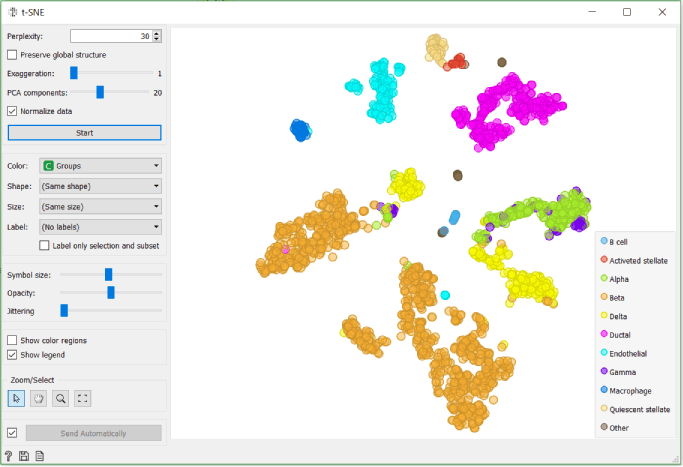 t-SNE
Perplexity: 30
Preserve global structure
Exaggeration: 1
PCA components: 20
Normalize data
Start
Color: C Groups
Shape: (Same shape)
Size: (Same size)
Label: (No labels)
Label only selection and subset
Symbol size:
Opacity:
Jittering
Show color regions
Show legend
Zoom/Select
Send Automatically
B cell
Activeted stellate
Alpha
Beta
Delta
Ductal
Endothelial
Gamma
Macrophage
Quiescent stellate
Other